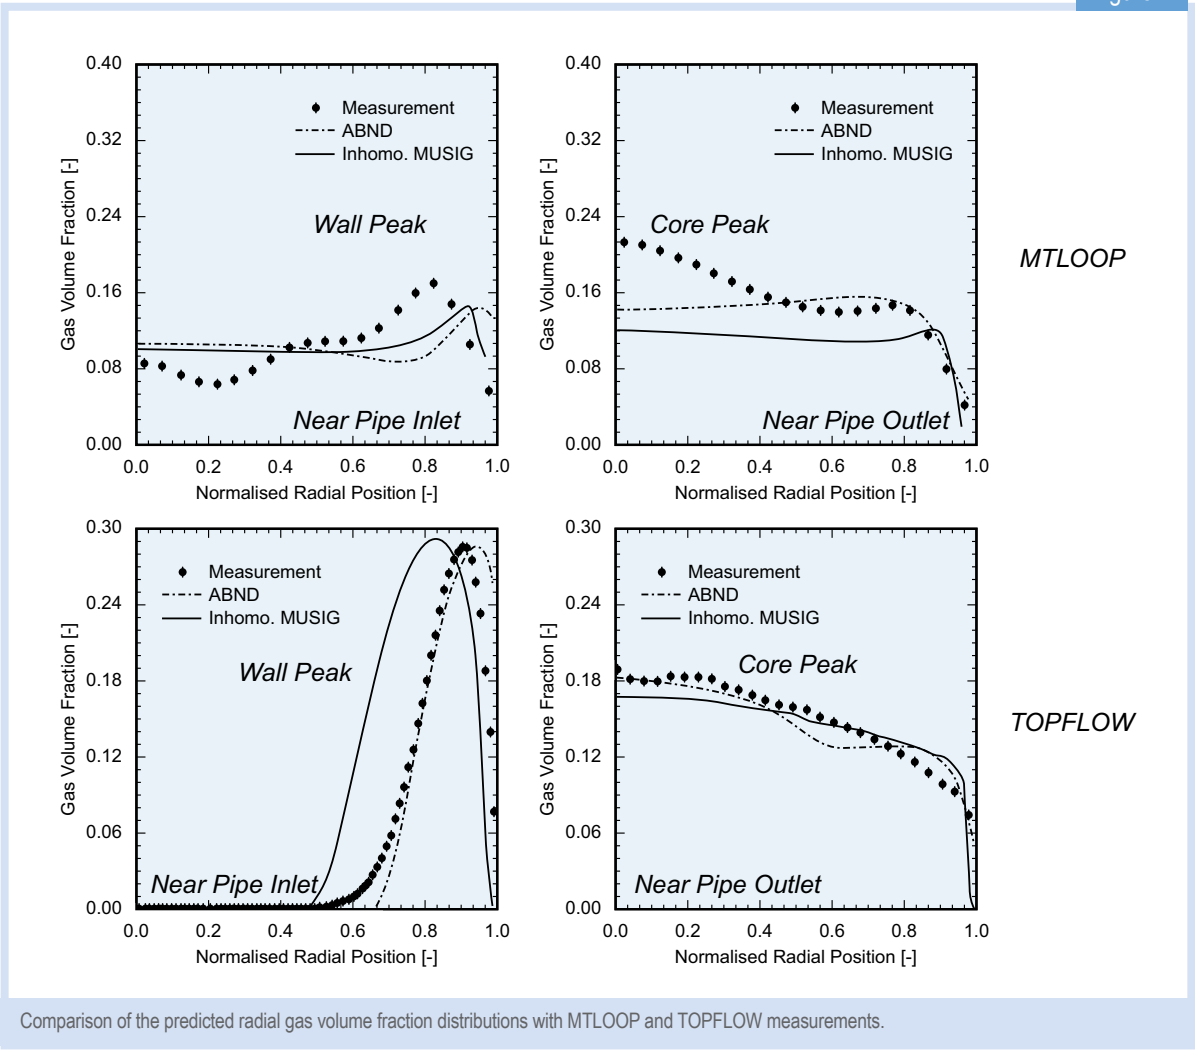 0.40
0.32
0.24
0.16
0.08
0.00
Gas Volume Fraction [-]
Measurement
ABND
Inhomo. MUSIG
Wall Peak
Near Pipe Inlet
0.0 0.2 0.4 0.6 0.8 1.0
Normalised Radial Position [-]
0.40
0.32
0.24
0.16
0.08
0.00
Gas Volume Fraction [-]
Measurement
ABND
Inhomo. MUSIG
Core Peak
Near Pipe Outlet
0.0 0.2 0.4 0.6 0.8 1.0
Normalised Radial Position [-]
MTLOOP
0.30
0.24
0.18
0.12
0.06
0.00
Gas Volume Fraction [-]
Measurement
ABND
Inhomo. MUSIG
Wall Peak
Near Pipe Inlet
0.0 0.2 0.4 0.6 0.8 1.0
Normalised Radial Position [-]
0.30
0.24
0.18
0.12
0.06
0.00
Gas Volume Fraction [-]
Measurement
ABND
Inhomo. MUSIG
Core Peak
Near Pipe Outlet
0.0 0.2 0.4 0.6 0.8 1.0
Normalised Radial Position [-]
TOPFLOW
Comparison of the predicted radial gas volume fraction distributions with MTLOOP and TOPFLOW measurements.